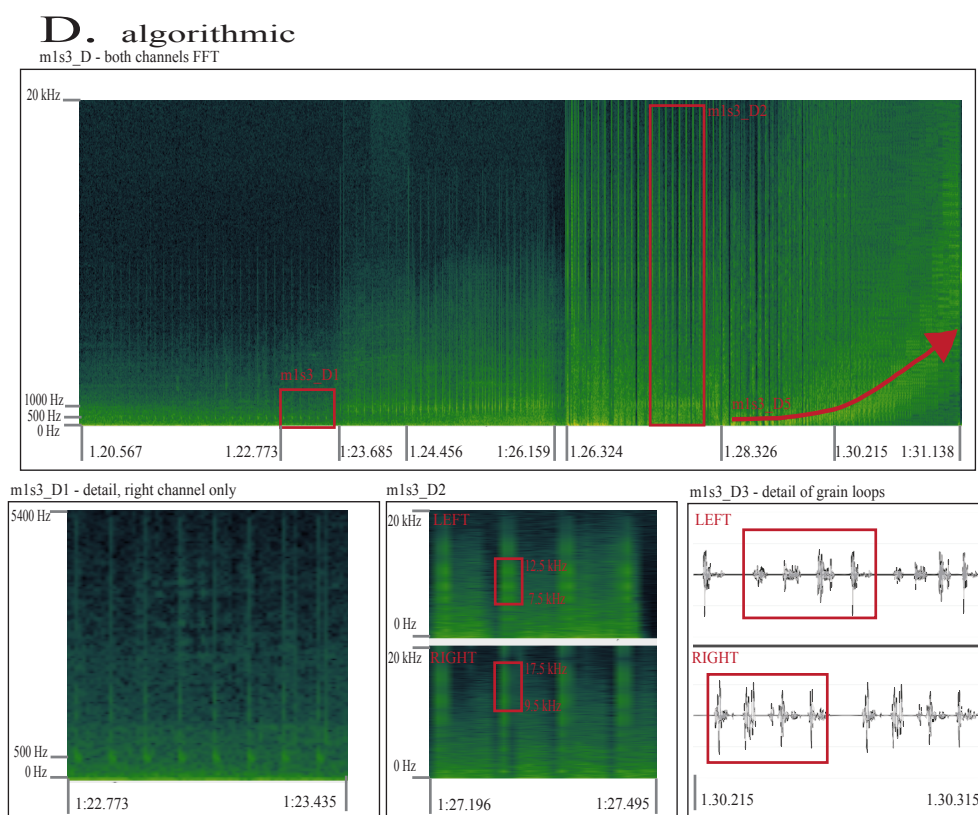 D. algorithmic
m1s3_D - both channels FFT
20 kHz
m1s3_D2
m1s3_D1
1000 Hz
500 Hz
0 Hz
m1s3_D3
1.20.567 1.22.773 1:23.685 1.24.456 1:26.159 1.26.324 1.28.326 1.30.215 1:31.138
m1s3_D1 - detail, right channel only
5400 Hz
500 Hz
0 Hz
1:22.773 1:23.435
m1s3_D2
20 kHz
LEFT
12.5 kHz
0 Hz
20 kHz
RIGHT
17.5 kHz
9.5 kHz
0 Hz
1:27.196 1:27.495
m1s3_D3 - detail of grain loops
LEFT
RIGHT
1.30.215 1.30.315